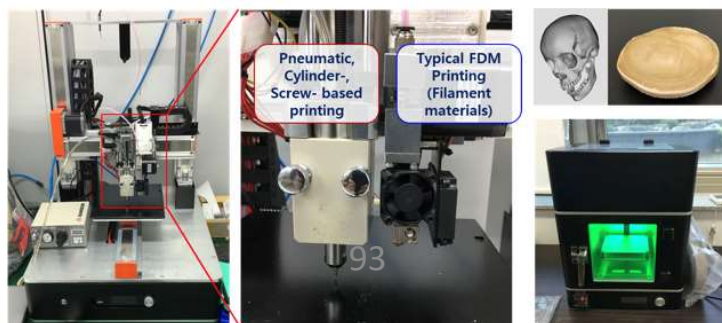 Pneumatic,
Cylinder-,
Screw- based
printing
Typical FDM
Printing
(Filament
materials)
93